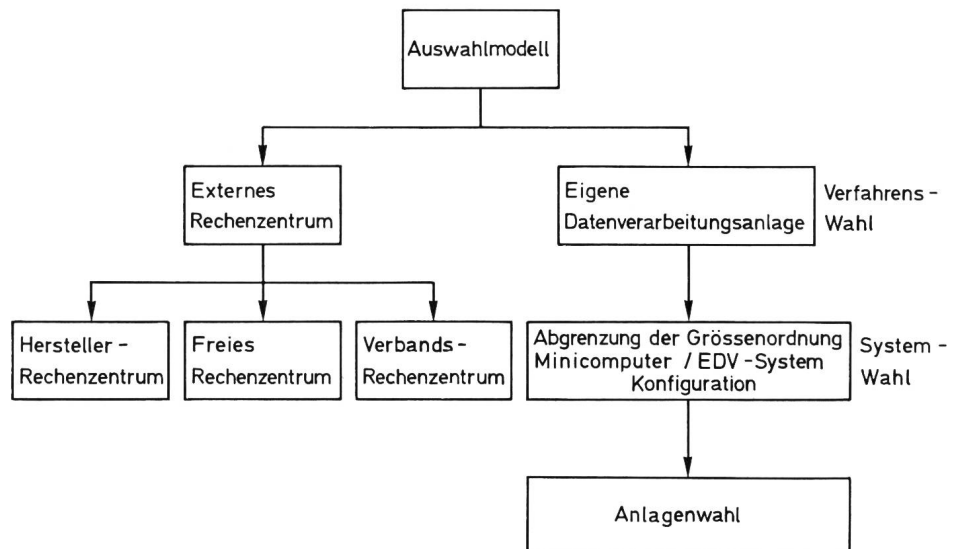 Auswahlmodell
Externes
Rechenzentrum
Eigene
Datenverarbeitungsanlage
Verfahrens -
Wahl
Hersteller -
Rechenzentrum
Freies
Rechenzentrum
Verbands -
Rechenzentrum
Abgrenzung der Grössenordnung
Minicomputer / EDV - System
Konfiguration
System -
Wahl
Anlagenwahl